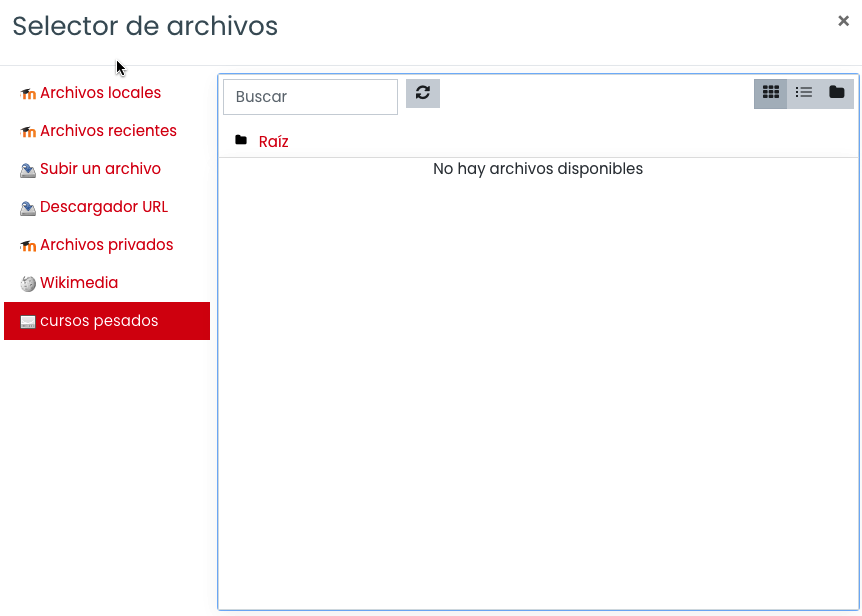 Selector de archivos
Archivos locales
Archivos recientes
Subir un archivo
Descargador URL
Archivos privados
Wikimedia
cursos pesados
Buscar
Raíz
No hay archivos disponibles